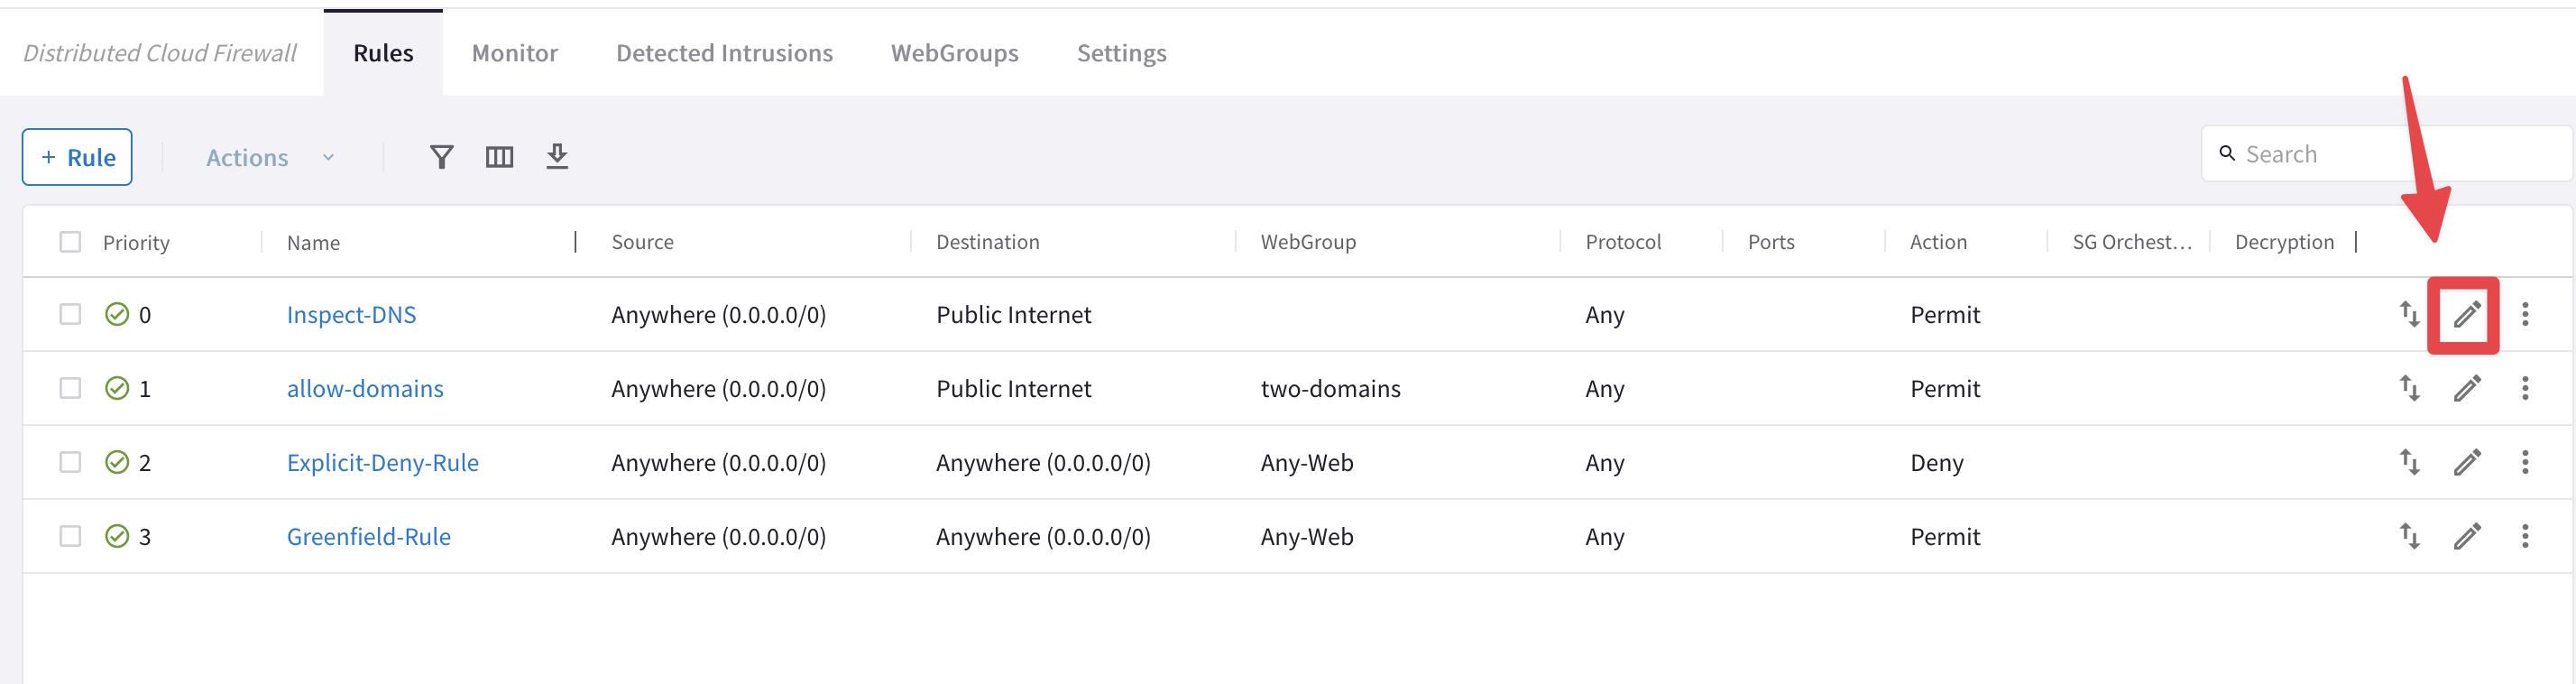 Distributed Cloud Firewall Rules Monitor Detected Intrusions WebGroups Settings
+ Rule Actions Search
Priority Name Source Destination WebGroup Protocol Ports Action SG Orchest... Decryption
0 Inspect-DNS Anywhere (0.0.0.0/0) Public Internet Any Permit
1 allow-domains Anywhere (0.0.0.0/0) Public Internet two-domains Any Permit
2 Explicit-Deny-Rule Anywhere (0.0.0.0/0) Anywhere (0.0.0.0/0) Any-Web Any Deny
3 Greenfield-Rule Anywhere (0.0.0.0/0) Anywhere (0.0.0.0/0) Any-Web Any Permit